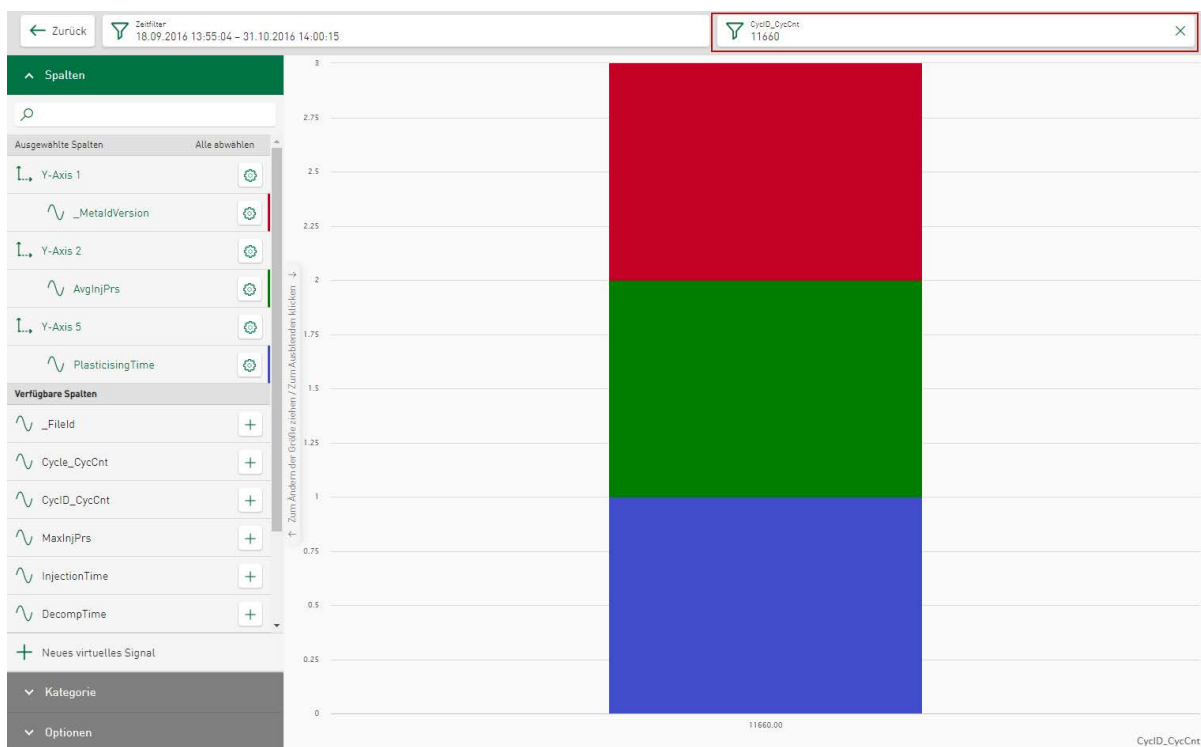 Zurück
Zeitfilter
18.09.2016 13:55:04 – 31.10.2016 14:00:15
CycID_CycCnt
11660
Spalten
Ausgewählte Spalten Alle abwählen
Y-Axis 1
_MetaIdVersion
Y-Axis 2
AvgInjPrs
Y-Axis 5
PlasticisingTime
Verfügbare Spalten
_FileId
Cycle_CycCnt
CycID_CycCnt
MaxInjPrs
InjectionTime
DecompTime
Neues virtuelles Signal
Kategorie
Optionen
← Zum Ändern der Größe ziehen / Zum Ausblenden klicken →
3
2.75
2.5
2.25
2
1.75
1.5
1.25
1
0.75
0.5
0.25
0
11660.00
CycID_CycCnt